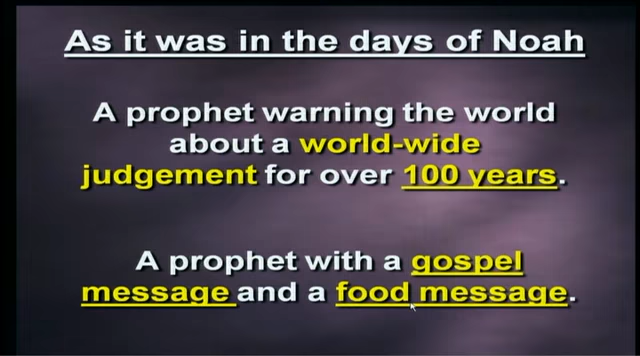 As it was in the days of Noah
A prophet warning the world
about a world-wide
judgement for over 100 years.
A prophet with a gospel
message and a food message.